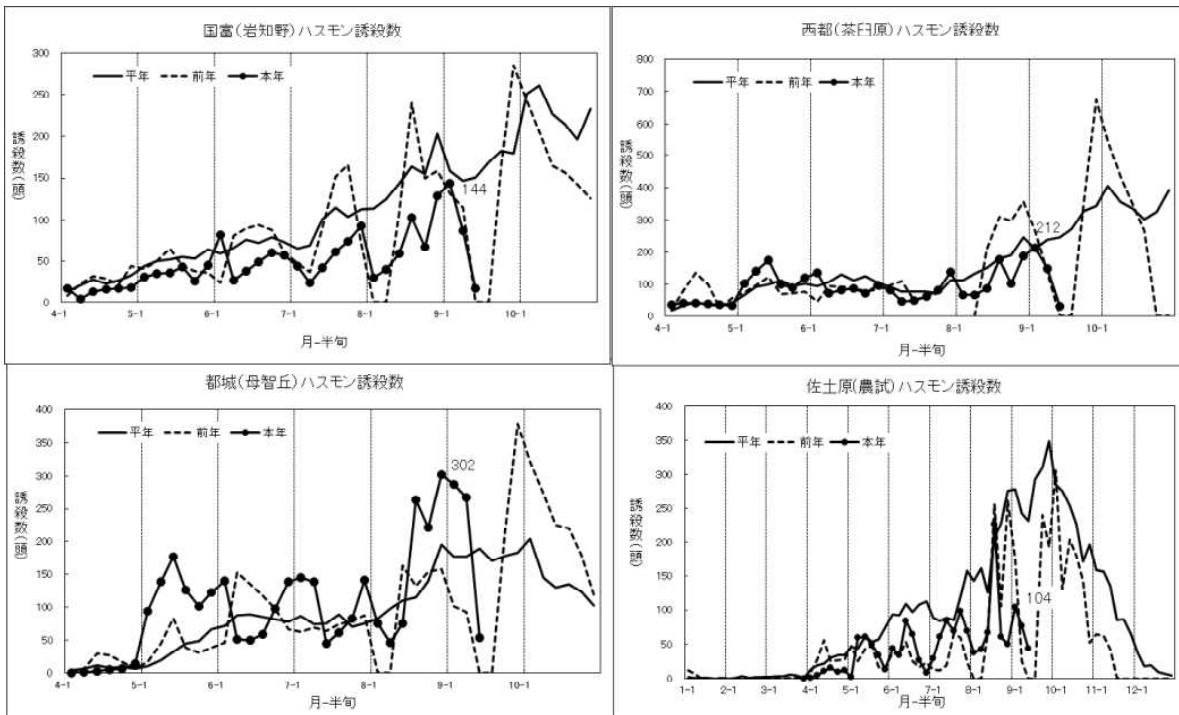 国富(岩知野)ハスモン誘殺数
300
250
200
150
100
50
0
誘殺数(頭)
平年 前年 本年
144
4-1 5-1 6-1 7-1 8-1 9-1 10-1
月-半旬
西都(茶臼原)ハスモン誘殺数
800
700
600
500
400
300
200
100
0
誘殺数(頭)
平年 前年 本年
212
4-1 5-1 6-1 7-1 8-1 9-1 10-1
月-半旬
都城(母智丘)ハスモン誘殺数
400
350
300
250
200
150
100
50
0
誘殺数(頭)
平年 前年 本年
302
4-1 5-1 6-1 7-1 8-1 9-1 10-1
月-半旬
佐土原(農試)ハスモン誘殺数
400
350
300
250
200
150
100
50
0
誘殺数(頭)
平年 前年 本年
104
1-1 2-1 3-1 4-1 5-1 6-1 7-1 8-1 9-1 10-1 11-1 12-1
月-半旬